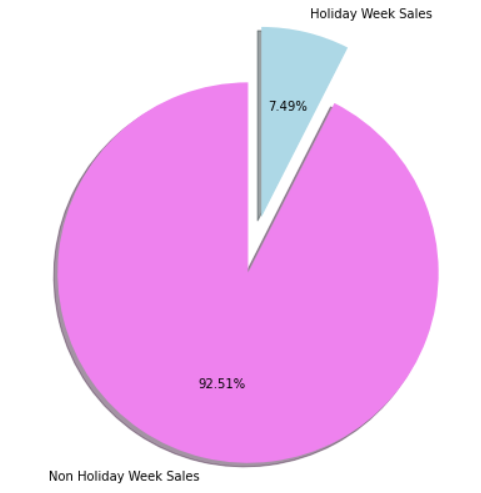 Holiday Week Sales
7.49%
92.51%
Non Holiday Week Sales